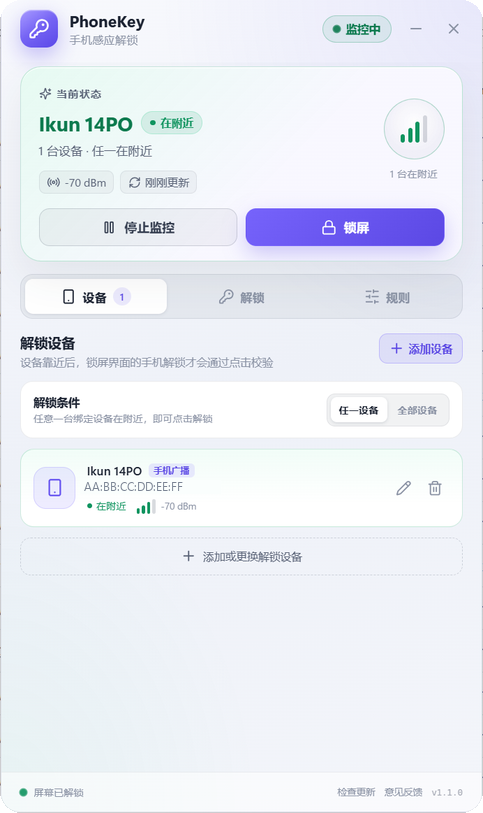 PhoneKey
手机感应解锁
监控中
当前状态
Ikun 14PO 在附近
1 台设备 · 任一在附近
-70 dBm 刚刚更新
1 台在附近
停止监控 锁屏
设备 1 解锁 规则
解锁设备
设备靠近后，锁屏界面的手机解锁才会通过点击校验
添加设备
解锁条件
任意一台绑定设备在附近，即可点击解锁
任一设备 全部设备
Ikun 14PO 手机广播
AA:BB:CC:DD:EE:FF
在附近 -70 dBm
添加或更换解锁设备
屏幕已解锁 检查更新 意见反馈 v1.1.0